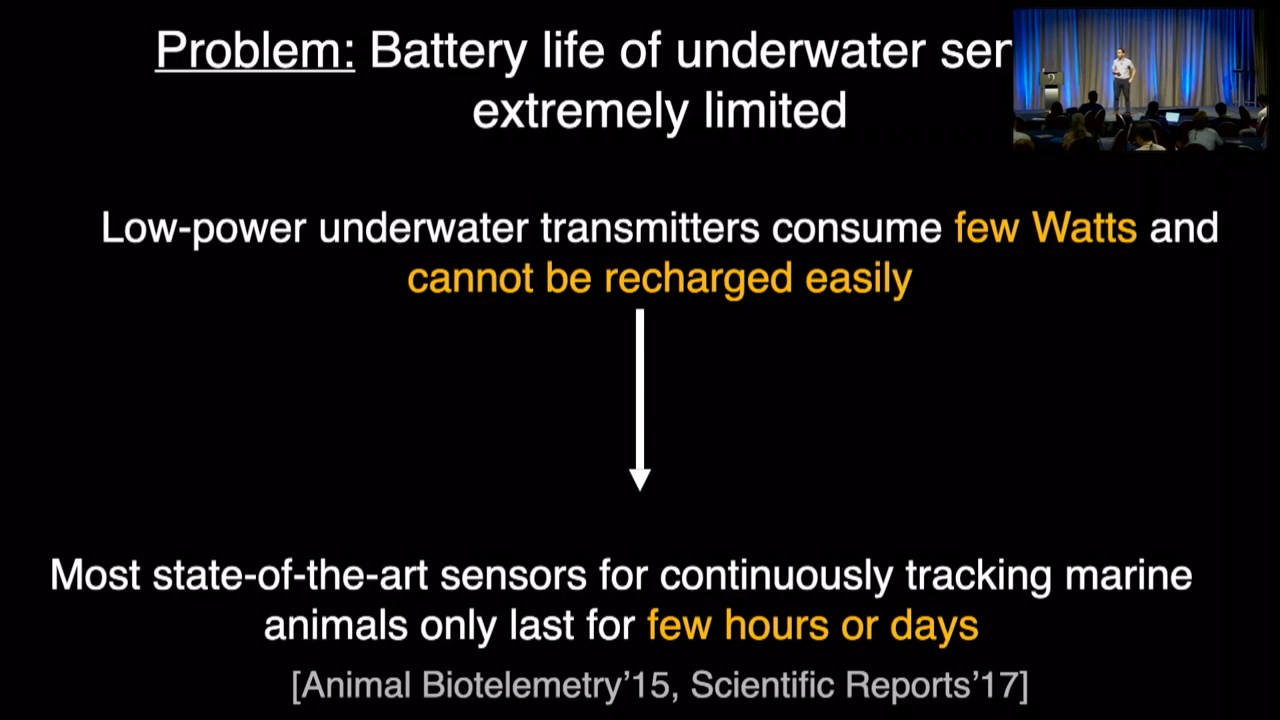 Problem: Battery life of underwater
extremely limited
Low-power underwater transmitters consume few Watts and
cannot be recharged easily
Most state-of-the-art sensors for continuously tracking marine
animals only last for few hours or days
[Animal Biotelemetry’15, Scientific Reports’17]